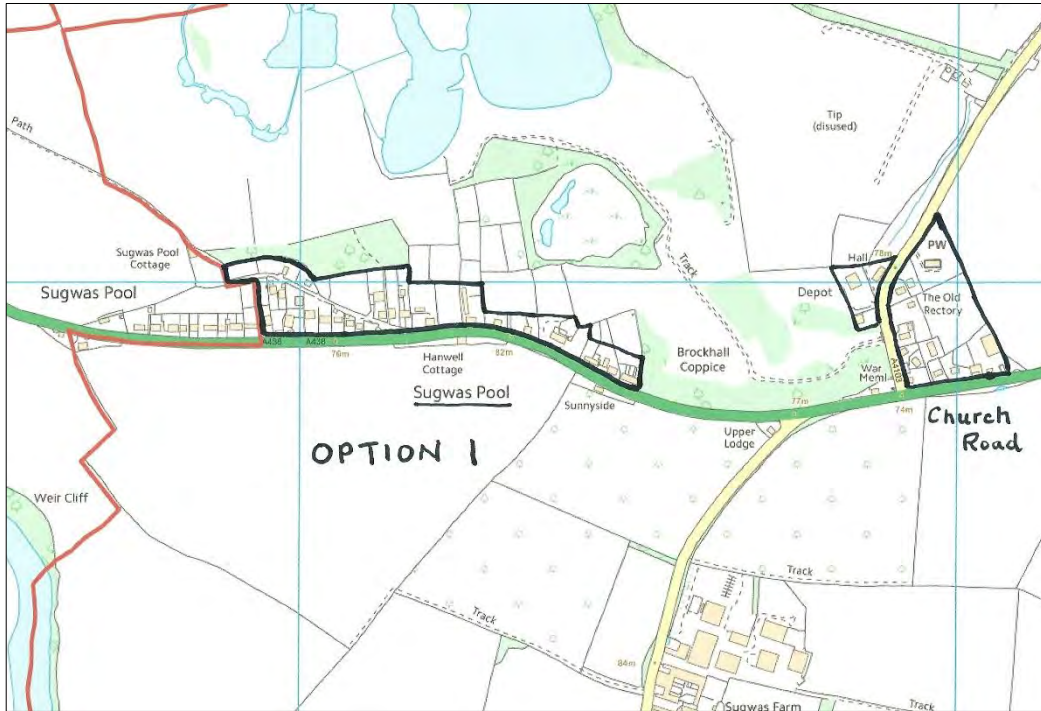 Path
Tip
(disused)
Sugwas Pool
Cottage
Sugwas Pool
Track
Hall
78m
PW
Depot
The Old
Rectory
A438
A438
76m
Hanwell
Cottage
82m
Brockhall
Coppice
War
Meml
A4103
Sugwas Pool
Sunnyside
77m
74m
Church
Road
Upper
Lodge
OPTION 1
Weir Cliff
Track
Track
84m
Sugwas Farm